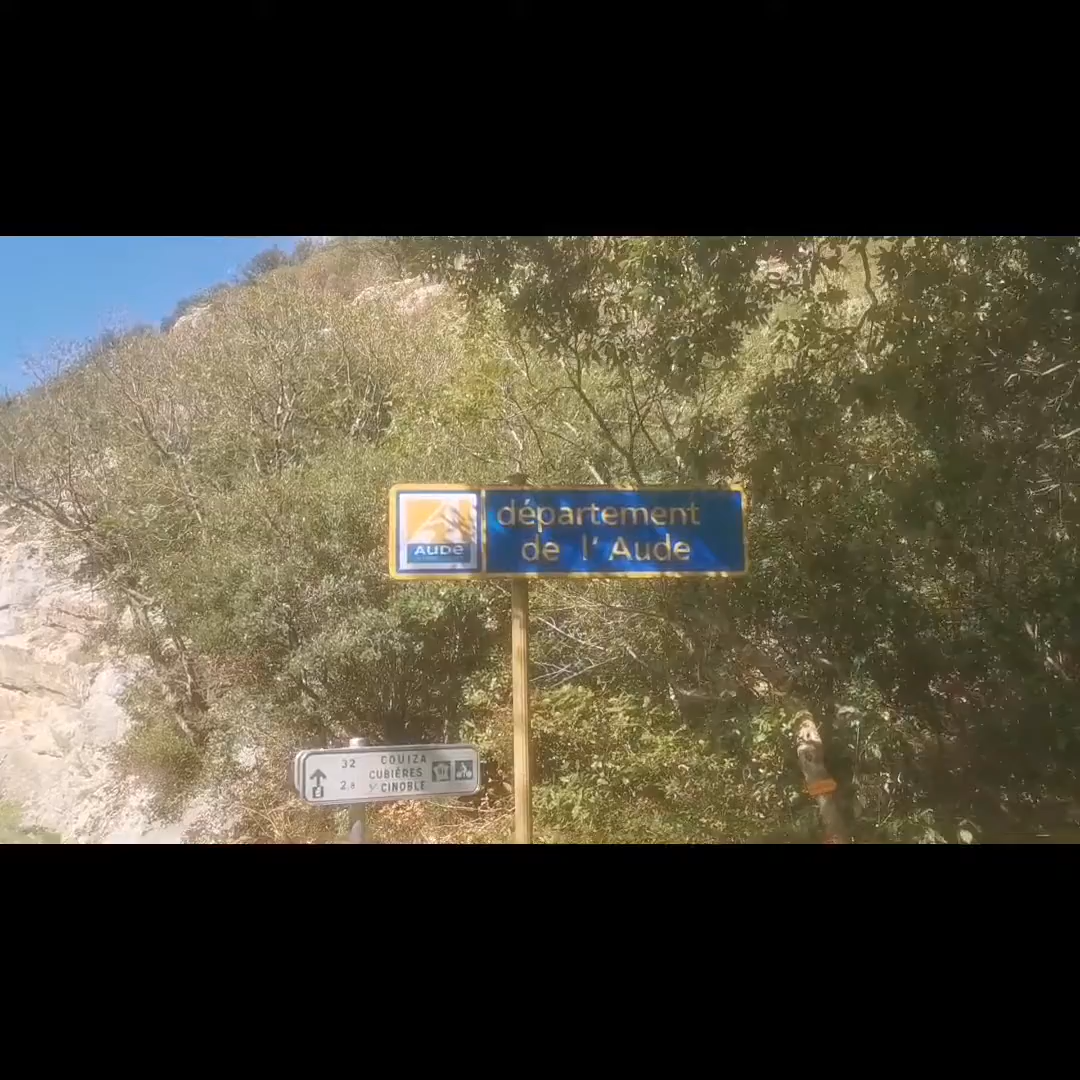 AUDE
département
de l' Aude
32 COUIZA
CUBIÈRES
2.8 s/ CINOBLE